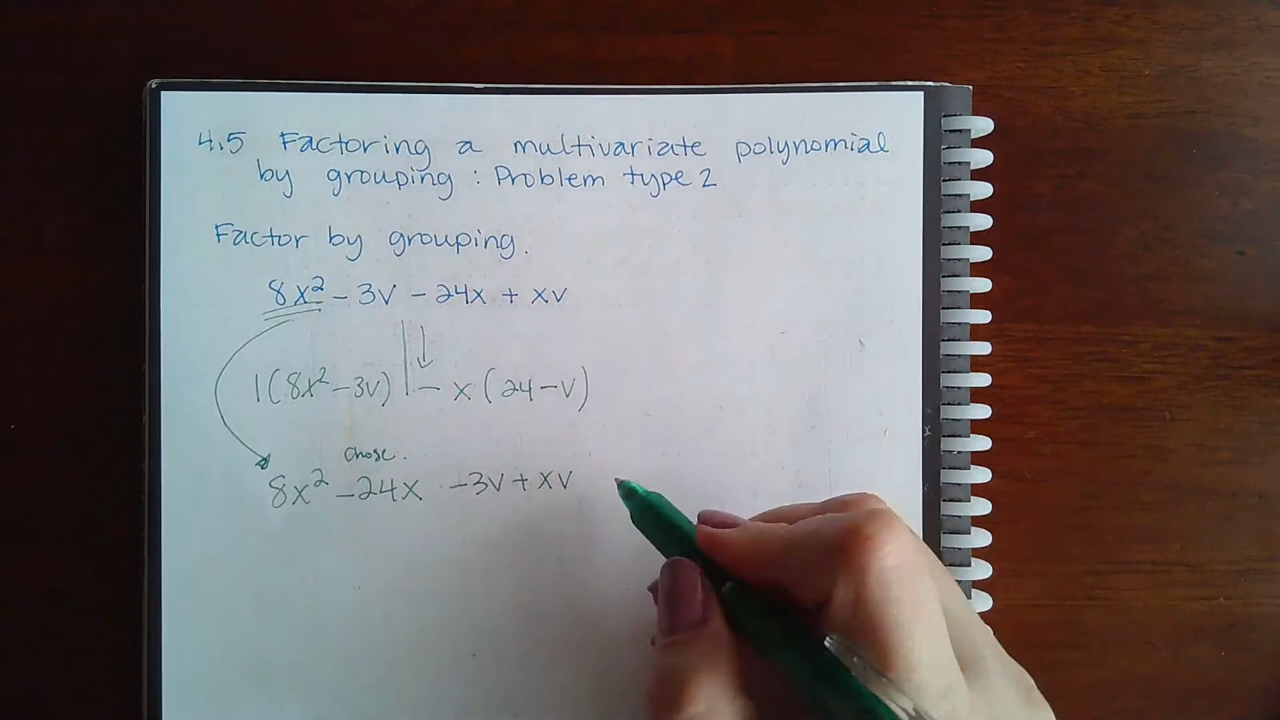 4.5 Factoring a multivariate polynomial
by grouping : Problem type 2
Factor by grouping.
8x² - 3v - 24x + xv
1(8x² - 3v) | - x(24 - v)
chose.
8x² - 24x - 3v + xv